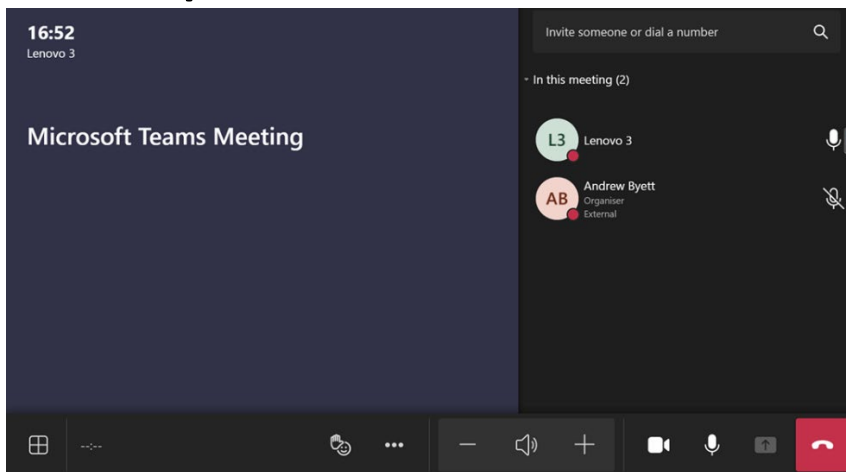 16:52
Lenovo 3
Microsoft Teams Meeting
Invite someone or dial a number
In this meeting (2)
L3 Lenovo 3
AB Andrew Byett
Organiser
External
--:--